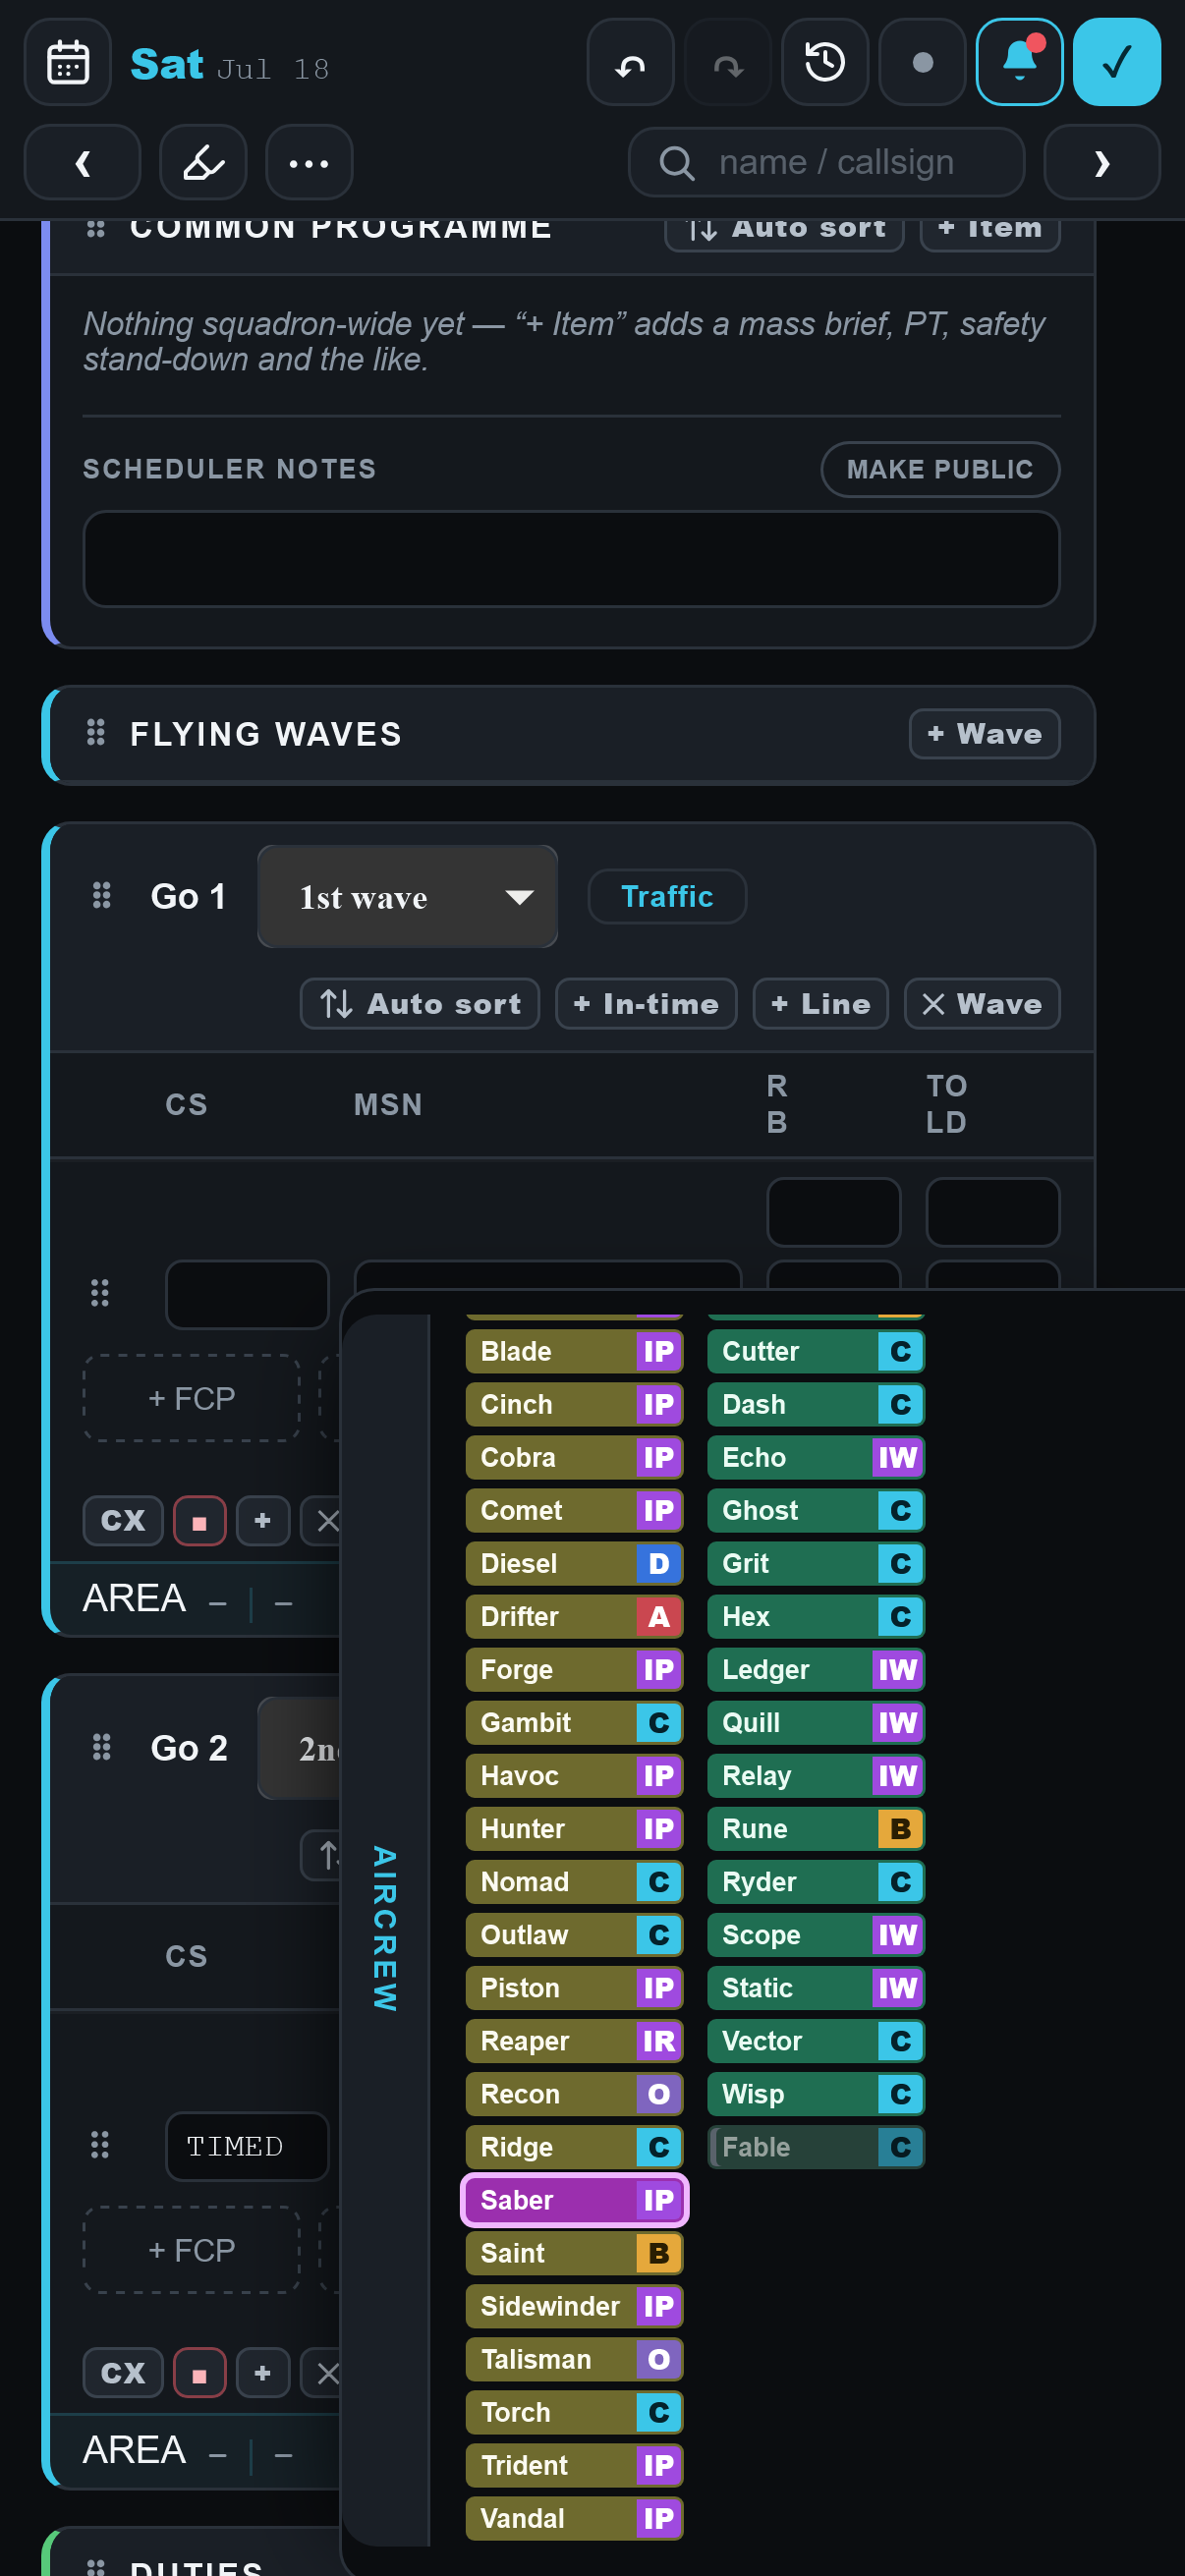 Sat Jul 18
name / callsign
COMMON PROGRAMME
Auto sort
+ Item
Nothing squadron-wide yet — “+ Item” adds a mass brief, PT, safety
stand-down and the like.
SCHEDULER NOTES
MAKE PUBLIC
FLYING WAVES
+ Wave
Go 1
1st wave
Traffic
Auto sort
+ In-time
+ Line
× Wave
CS
MSN
R
B
TO
LD
+ FCP
CX
+
AREA – | –
Go 2
CS
TIMED
+ FCP
CX
+
AREA – | –
DUTIES
AIRCREW
Blade IP
Cinch IP
Cobra IP
Comet IP
Diesel D
Drifter A
Forge IP
Gambit C
Havoc IP
Hunter IP
Nomad C
Outlaw C
Piston IP
Reaper IR
Recon O
Ridge C
Saber IP
Saint B
Sidewinder IP
Talisman O
Torch C
Trident IP
Vandal IP
Cutter C
Dash C
Echo IW
Ghost C
Grit C
Hex C
Ledger IW
Quill IW
Relay IW
Rune B
Ryder C
Scope IW
Static IW
Vector C
Wisp C
Fable C